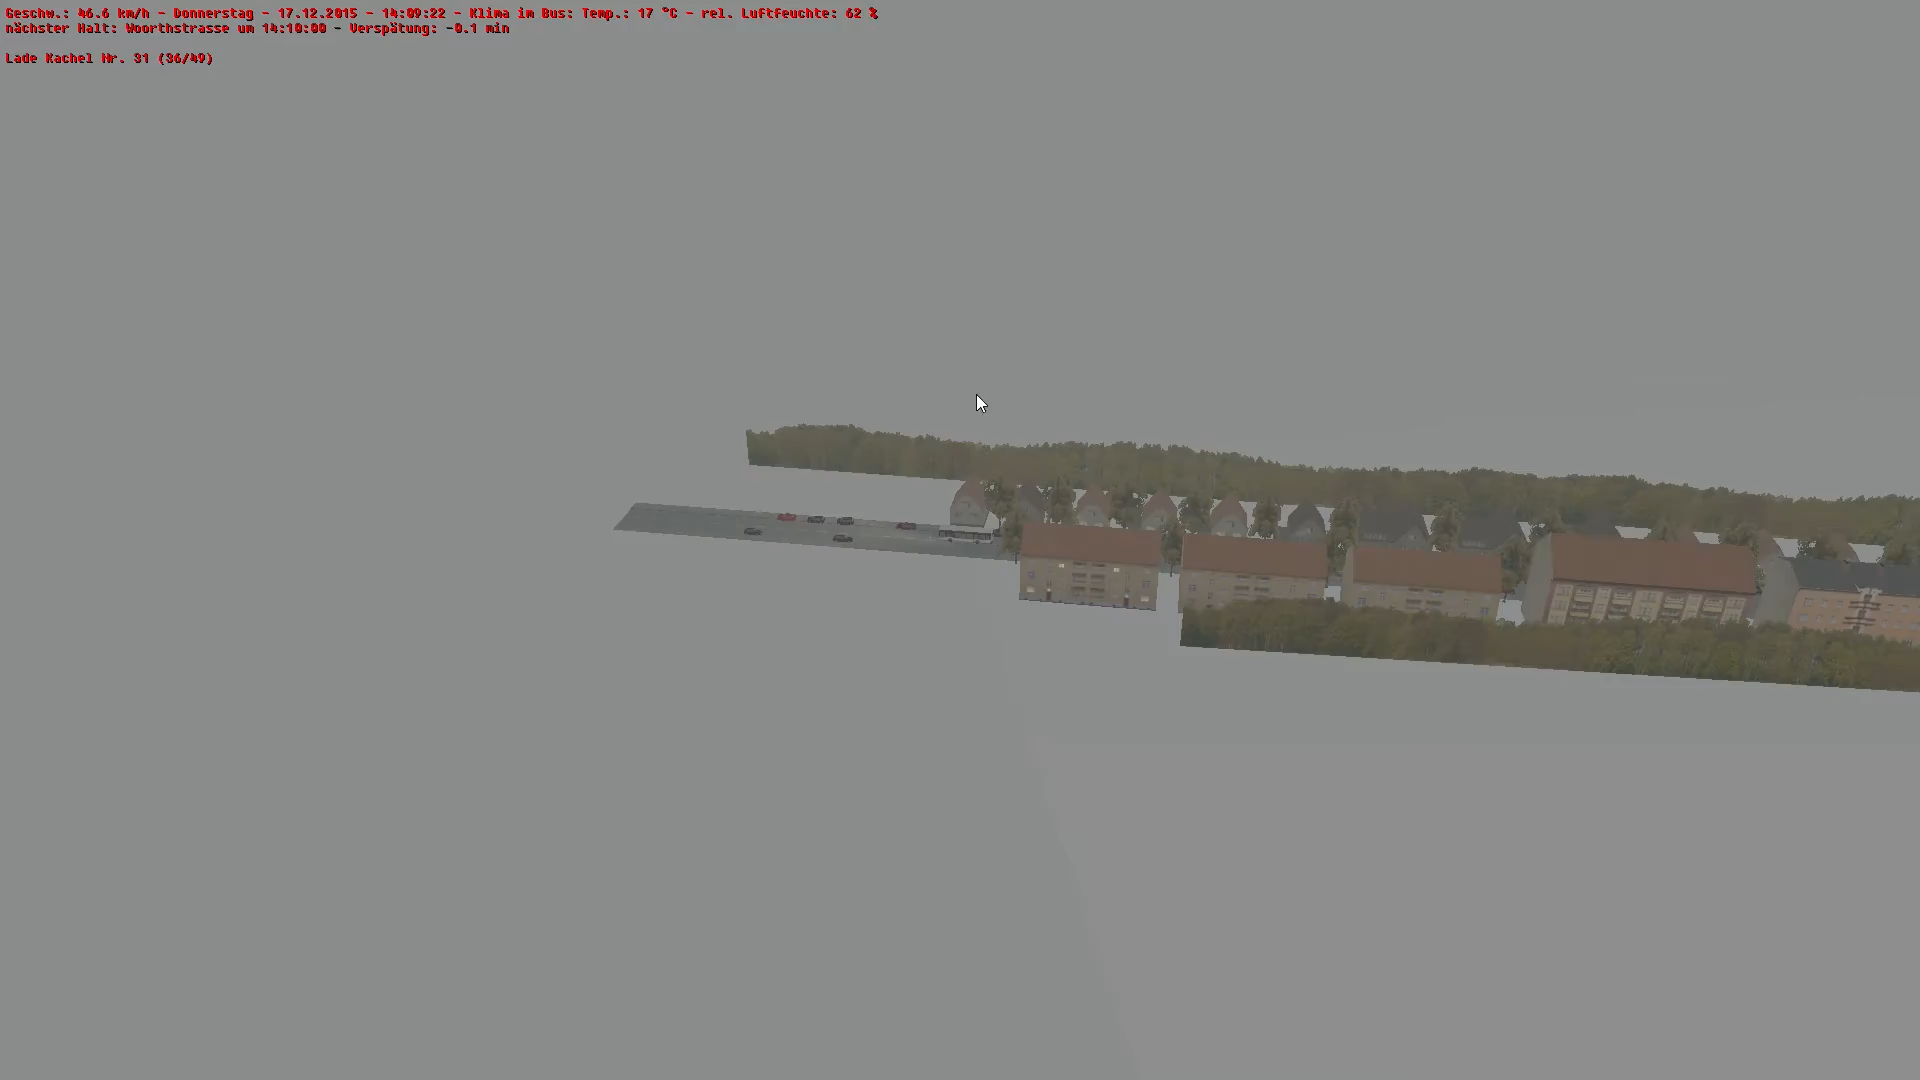 Geschw.: 46.6 km/h - Donnerstag - 17.12.2015 - 14:09:22 - Klima im Bus: Temp.: 17 °C - rel. Luftfeuchte: 62 %
nächster Halt: Woorthstrasse um 14:10:00 - Verspätung: -0.1 min
Lade Kachel Nr. 31 (36/49)